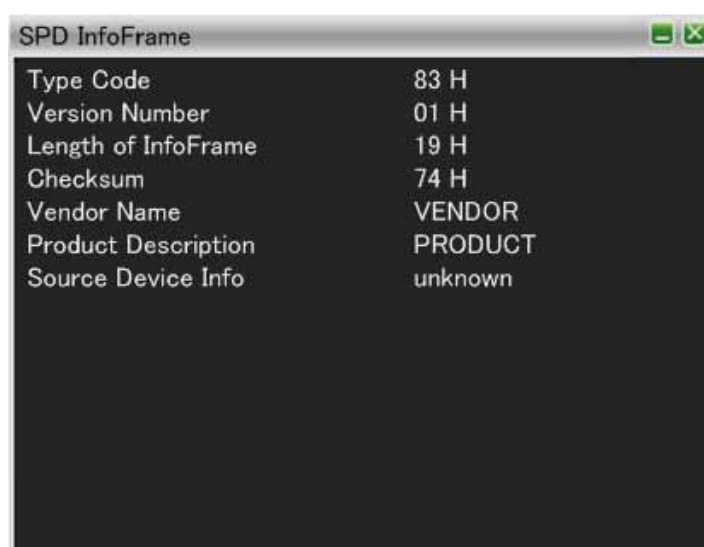 SPD InfoFrame
Type Code 83 H
Version Number 01 H
Length of InfoFrame 19 H
Checksum 74 H
Vendor Name VENDOR
Product Description PRODUCT
Source Device Info unknown